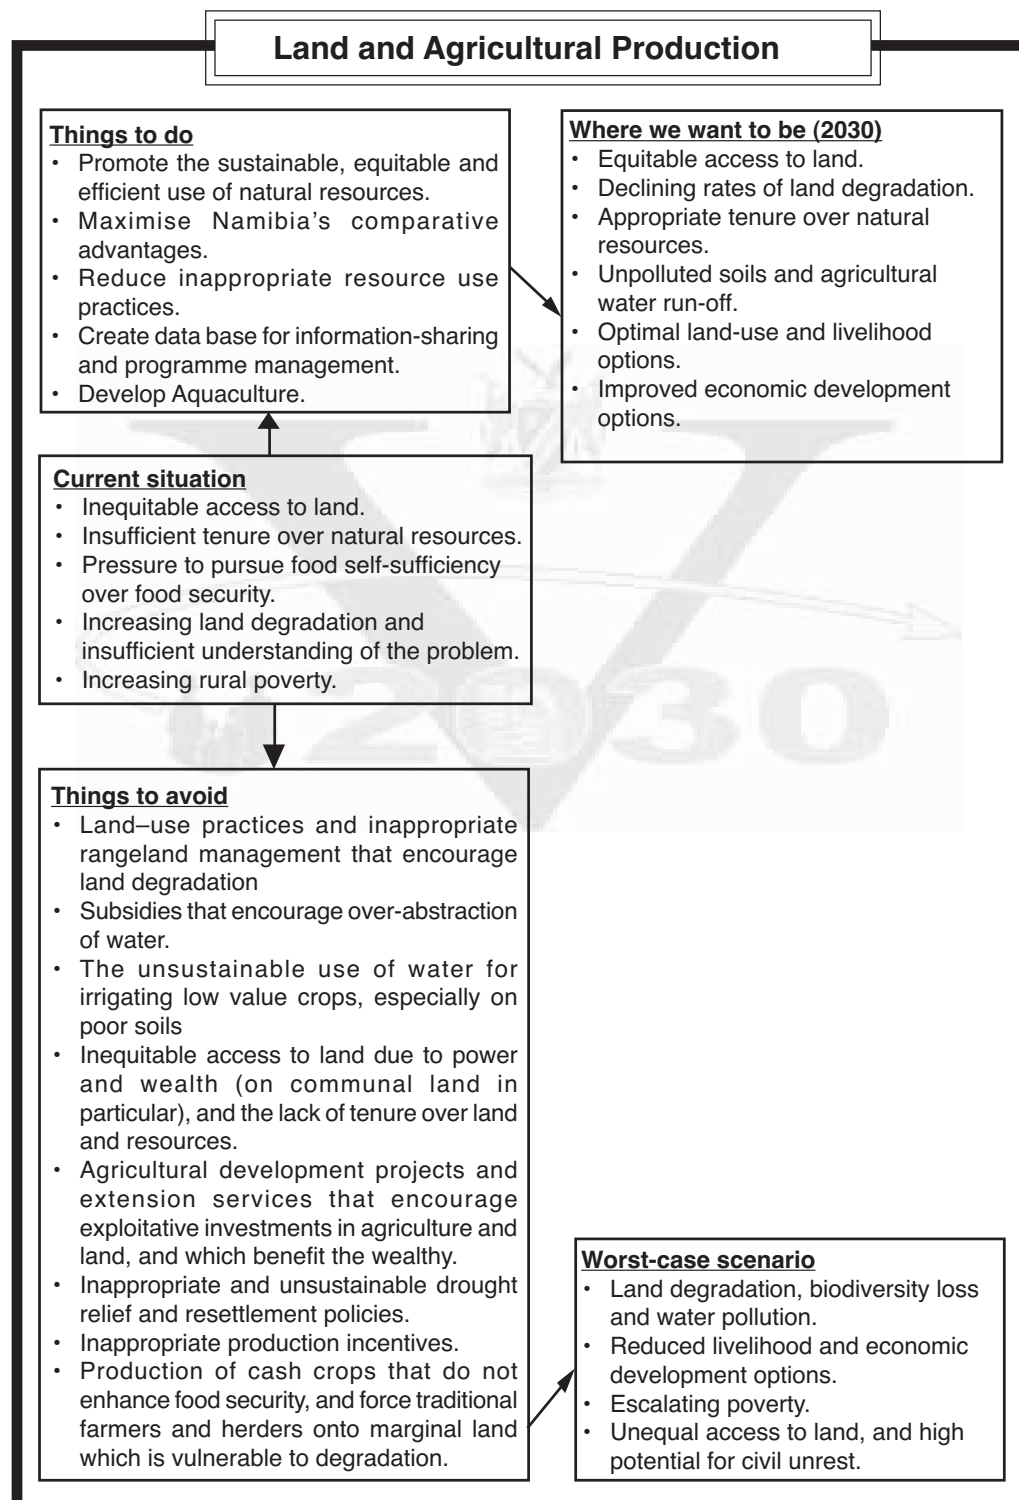 Land and Agricultural Production
Things to do
• Promote the sustainable, equitable and
efficient use of natural resources.
• Maximise Namibia's comparative
advantages.
• Reduce inappropriate resource use
practices.
• Create data base for information-sharing
and programme management.
• Develop Aquaculture.
Where we want to be (2030)
• Equitable access to land.
• Declining rates of land degradation.
• Appropriate tenure over natural
resources.
• Unpolluted soils and agricultural
water run-off.
• Optimal land-use and livelihood
options.
• Improved economic development
options.
Current situation
• Inequitable access to land.
• Insufficient tenure over natural resources.
• Pressure to pursue food self-sufficiency
over food security.
• Increasing land degradation and
insufficient understanding of the problem.
• Increasing rural poverty.
V
2030
Things to avoid
• Land–use practices and inappropriate
rangeland management that encourage
land degradation
• Subsidies that encourage over-abstraction
of water.
• The unsustainable use of water for
irrigating low value crops, especially on
poor soils
• Inequitable access to land due to power
and wealth (on communal land in
particular), and the lack of tenure over land
and resources.
• Agricultural development projects and
extension services that encourage
exploitative investments in agriculture and
land, and which benefit the wealthy.
• Inappropriate and unsustainable drought
relief and resettlement policies.
• Inappropriate production incentives.
• Production of cash crops that do not
enhance food security, and force traditional
farmers and herders onto marginal land
which is vulnerable to degradation.
Worst-case scenario
• Land degradation, biodiversity loss
and water pollution.
• Reduced livelihood and economic
development options.
• Escalating poverty.
• Unequal access to land, and high
potential for civil unrest.